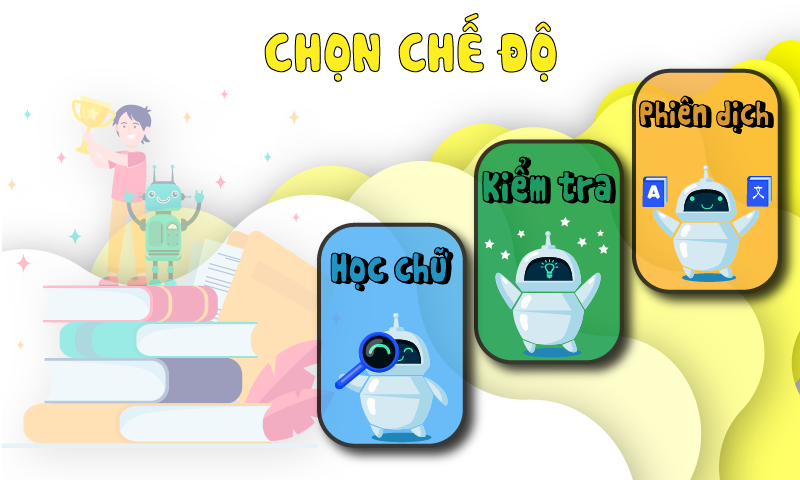 CHỌN CHẾ ĐỘ
Học chữ
Kiểm tra
Phiên dịch
A
文